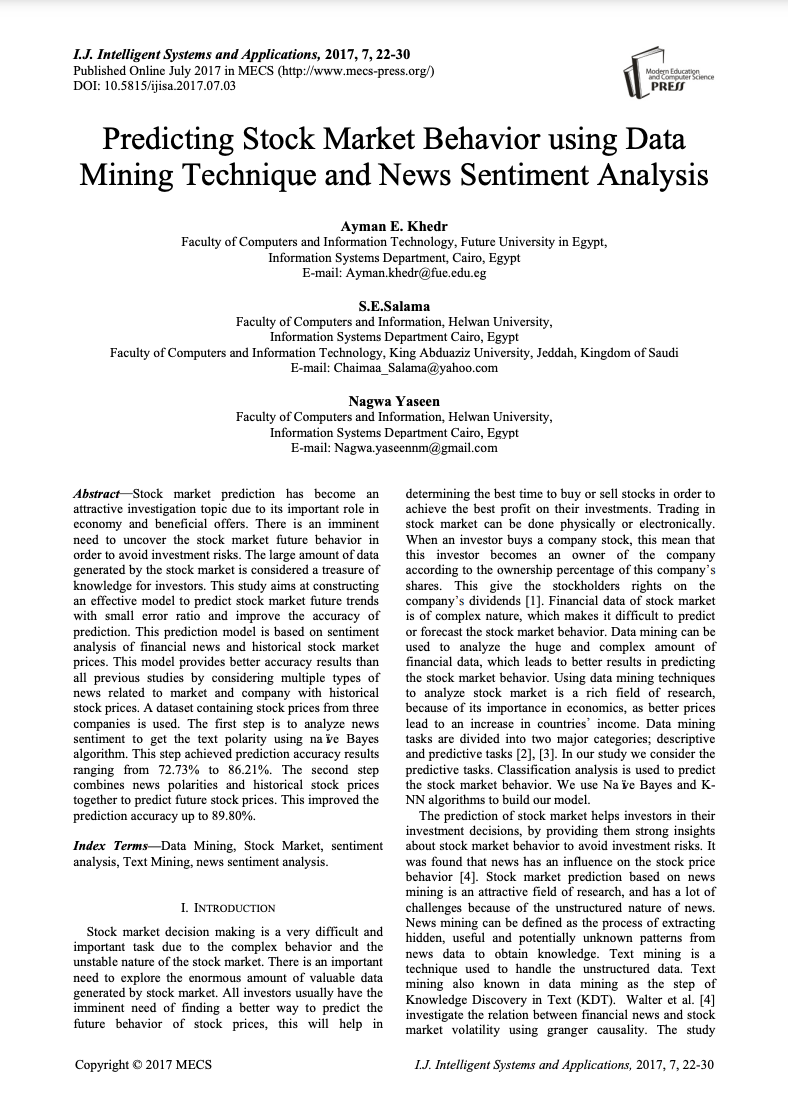 I.J. Intelligent Systems and Applications, 2017, 7, 22-30
Published Online July 2017 in MECS (http://www.mecs-press.org/)
DOI: 10.5815/ijisa.2017.07.03
Modern Education
and Computer Science
PRESS
Predicting Stock Market Behavior using Data
Mining Technique and News Sentiment Analysis
Ayman E. Khedr
Faculty of Computers and Information Technology, Future University in Egypt,
Information Systems Department, Cairo, Egypt
E-mail: Ayman.khedr@fue.edu.eg
S.E.Salama
Faculty of Computers and Information, Helwan University,
Information Systems Department Cairo, Egypt
Faculty of Computers and Information Technology, King Abduaziz University, Jeddah, Kingdom of Saudi
E-mail: Chaimaa_Salama@yahoo.com
Nagwa Yaseen
Faculty of Computers and Information, Helwan University,
Information Systems Department Cairo, Egypt
E-mail: Nagwa.yaseennm@gmail.com
Abstract—Stock market prediction has become an
attractive investigation topic due to its important role in
economy and beneficial offers. There is an imminent
need to uncover the stock market future behavior in
order to avoid investment risks. The large amount of data
generated by the stock market is considered a treasure of
knowledge for investors. This study aims at constructing
an effective model to predict stock market future trends
with small error ratio and improve the accuracy of
prediction. This prediction model is based on sentiment
analysis of financial news and historical stock market
prices. This model provides better accuracy results than
all previous studies by considering multiple types of
news related to market and company with historical
stock prices. A dataset containing stock prices from three
companies is used. The first step is to analyze news
sentiment to get the text polarity using naïve Bayes
algorithm. This step achieved prediction accuracy results
ranging from 72.73% to 86.21%. The second step
combines news polarities and historical stock prices
together to predict future stock prices. This improved the
prediction accuracy up to 89.80%.
Index Terms—Data Mining, Stock Market, sentiment
analysis, Text Mining, news sentiment analysis.
I. INTRODUCTION
Stock market decision making is a very difficult and
important task due to the complex behavior and the
unstable nature of the stock market. There is an important
need to explore the enormous amount of valuable data
generated by stock market. All investors usually have the
imminent need of finding a better way to predict the
future behavior of stock prices, this will help in
determining the best time to buy or sell stocks in order to
achieve the best profit on their investments. Trading in
stock market can be done physically or electronically.
When an investor buys a company stock, this mean that
this investor becomes an owner of the company
according to the ownership percentage of this company's
shares. This give the stockholders rights on the
company's dividends [1]. Financial data of stock market
is of complex nature, which makes it difficult to predict
or forecast the stock market behavior. Data mining can be
used to analyze the huge and complex amount of
financial data, which leads to better results in predicting
the stock market behavior. Using data mining techniques
to analyze stock market is a rich field of research,
because of its importance in economics, as better prices
lead to an increase in countries' income. Data mining
tasks are divided into two major categories; descriptive
and predictive tasks [2], [3]. In our study we consider the
predictive tasks. Classification analysis is used to predict
the stock market behavior. We use Naïve Bayes and K-
NN algorithms to build our model.
The prediction of stock market helps investors in their
investment decisions, by providing them strong insights
about stock market behavior to avoid investment risks. It
was found that news has an influence on the stock price
behavior [4]. Stock market prediction based on news
mining is an attractive field of research, and has a lot of
challenges because of the unstructured nature of news.
News mining can be defined as the process of extracting
hidden, useful and potentially unknown patterns from
news data to obtain knowledge. Text mining is a
technique used to handle the unstructured data. Text
mining also known in data mining as the step of
Knowledge Discovery in Text (KDT). Walter et al. [4]
investigate the relation between financial news and stock
market volatility using granger causality. The study
Copyright © 2017 MECS
I.J. Intelligent Systems and Applications, 2017, 7, 22-30